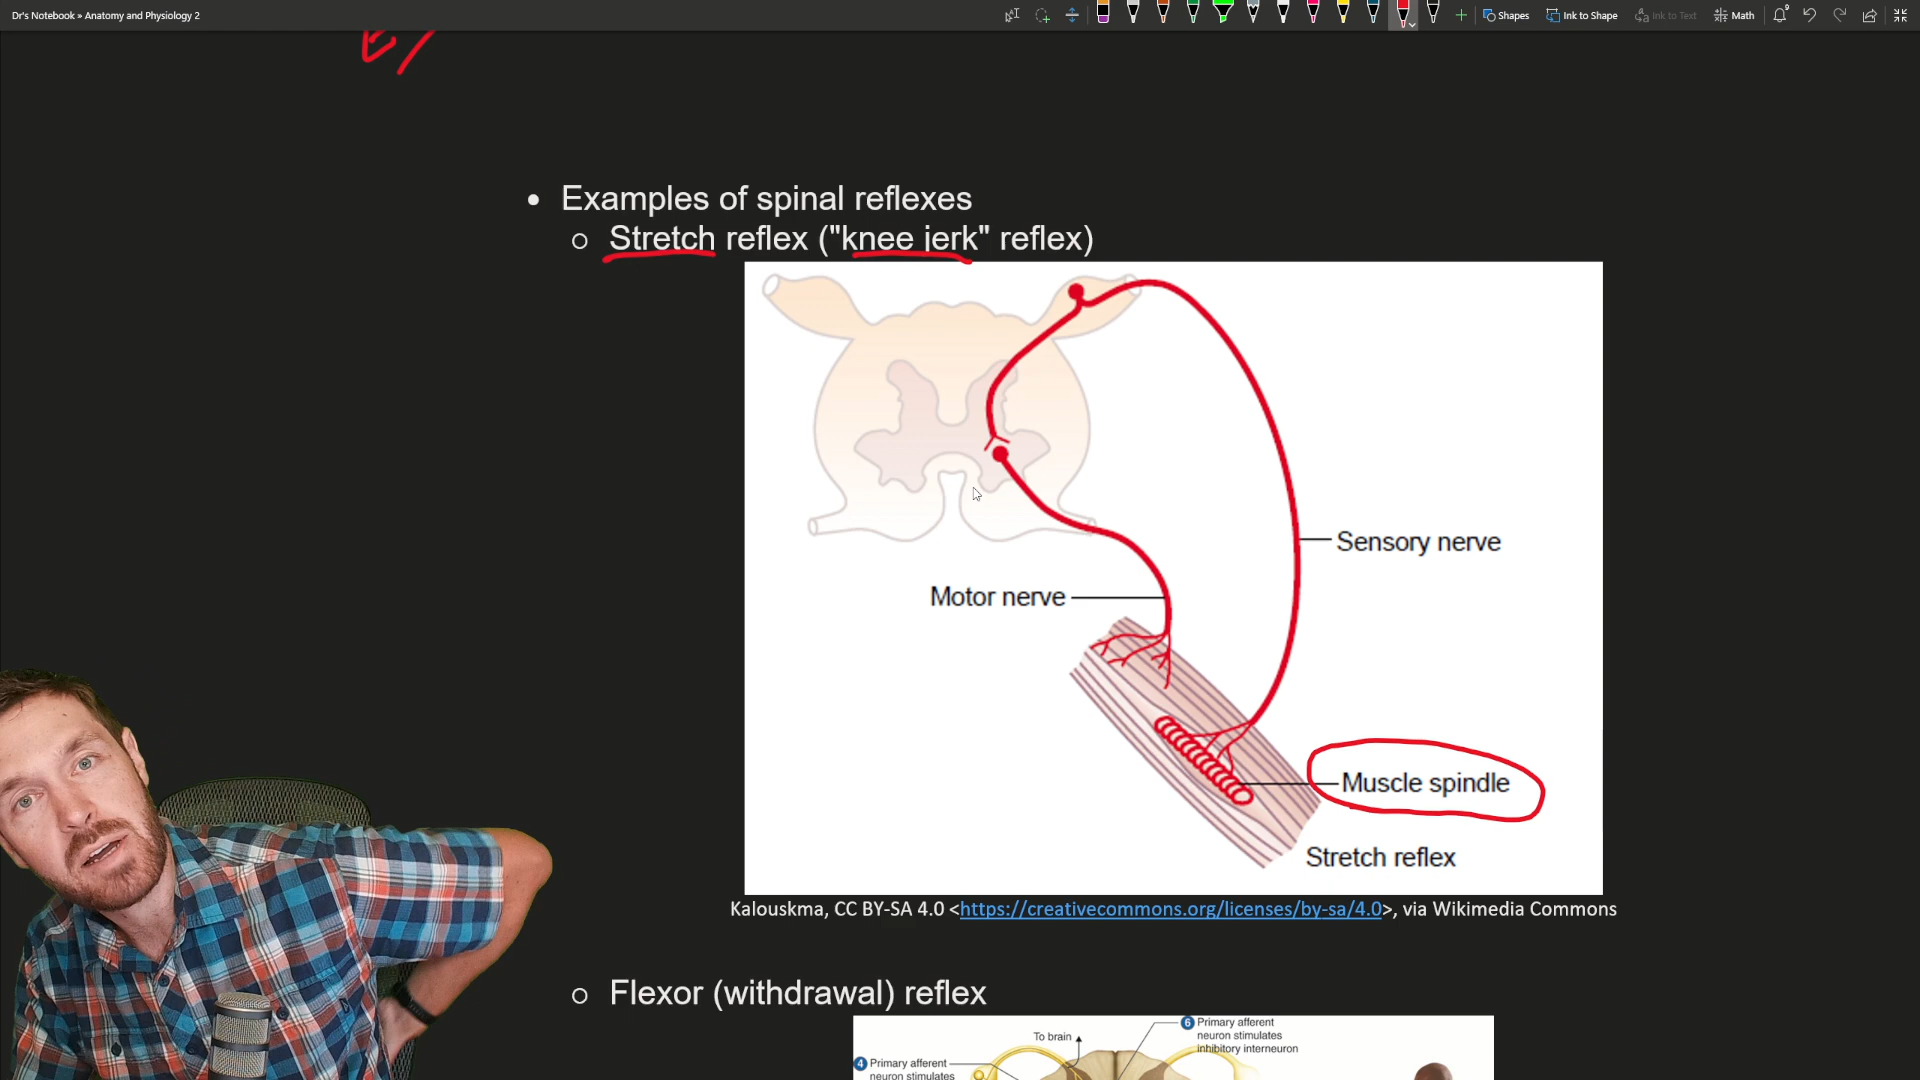 Dr's Notebook » Anatomy and Physiology 2
Shapes
Ink to Shape
Ink to Text
Math
• Examples of spinal reflexes
○ Stretch reflex ("knee jerk" reflex)
Sensory nerve
Motor nerve
Muscle spindle
Stretch reflex
Kalouskma, CC BY-SA 4.0 <https://creativecommons.org/licenses/by-sa/4.0>, via Wikimedia Commons
○ Flexor (withdrawal) reflex
To brain
6 Primary afferent
neuron stimulates
inhibitory interneuron
4 Primary afferent
neuron stimulates